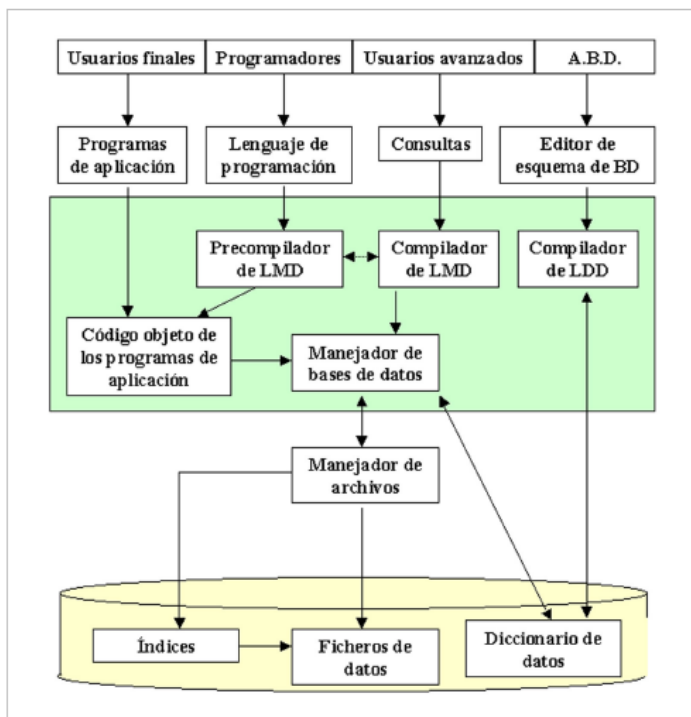 Usuarios finales
Programadores
Usuarios avanzados
A.B.D.
Programas
de aplicación
Lenguaje de
programación
Consultas
Editor de
esquema de BD
Precompilador
de LMD
Compilador
de LMD
Compilador
de LDD
Código objeto de
los programas de
aplicación
Manejador de
bases de datos
Manejador de
archivos
Índices
Ficheros de
datos
Diccionario de
datos